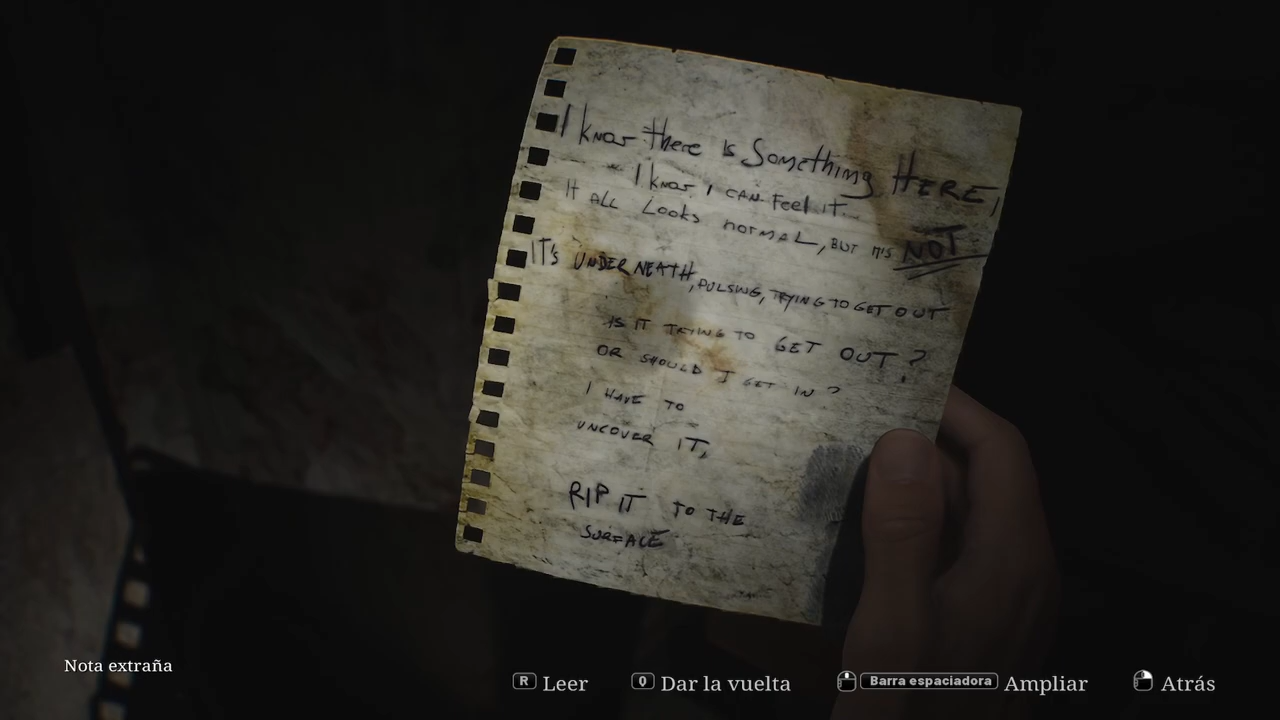 I know there is Something HERE,
I know, I CAN Feel it...
IT ALL Looks normAL, BUT IT'S NOT
IT'S UNDERNEATH, PULSING, TRYING TO GET OUT
IS IT TRYING TO GET OUT?
OR SHOULD I GET IN?
I HAVE TO
UNCOVER IT,
RIP IT TO THE
SURFACE
Nota extraña
R Leer
Q Dar la vuelta
Barra espaciadora Ampliar
Atrás